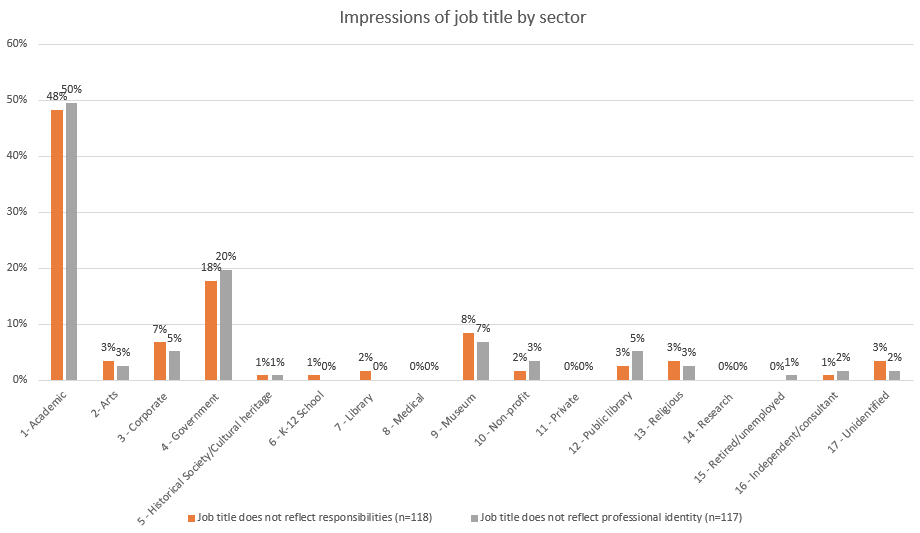 Impressions of job title by sector
60%
50%
40%
30%
20%
10%
0%
48% 50%
3% 3%
7% 5%
18% 20%
1% 1%
1% 0%
2% 0%
0% 0%
8% 7%
2% 3%
0% 0%
3% 5%
3% 3%
0% 0%
0% 1%
1% 2%
3% 2%
1- Academic
2- Arts
3 - Corporate
4 - Government
5 - Historical Society/Cultural heritage
6 - K-12 School
7 - Library
8 - Medical
9 - Museum
10 - Non-profit
11 - Private
12 - Public library
13 - Religious
14 - Research
15 - Retired/unemployed
16 - Independent/consultant
17 - Unidentified
Job title does not reflect responsibilities (n=118)
Job title does not reflect professional identity (n=117)